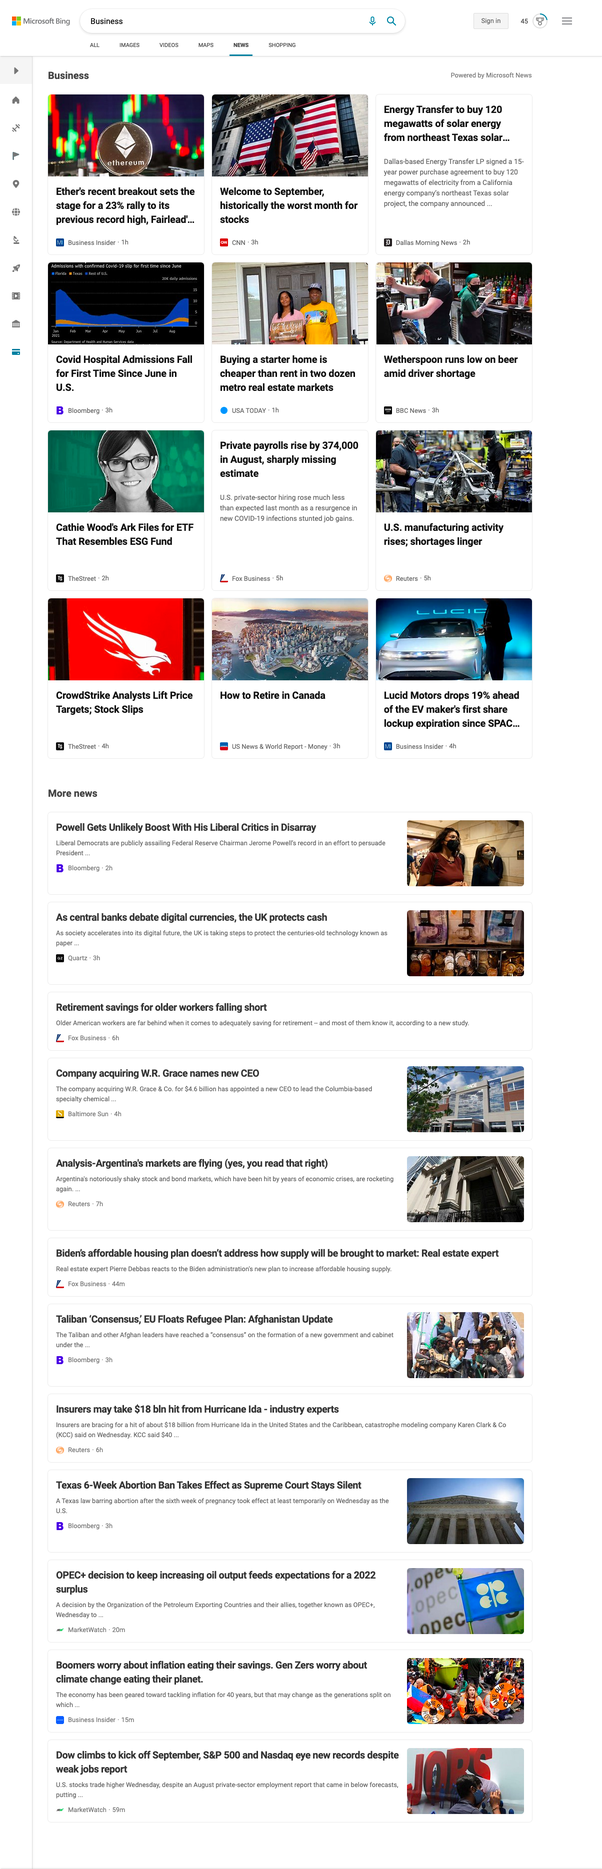 Microsoft Bing
Business
Sign in
45
ALL
IMAGES
VIDEOS
MAPS
NEWS
SHOPPING
Business
Powered by Microsoft News
ethereum
Ether's recent breakout sets the
stage for a 23% rally to its
previous record high, Fairlead'...
Business Insider · 1h
Welcome to September,
historically the worst month for
stocks
CNN · 3h
Energy Transfer to buy 120
megawatts of solar energy
from northeast Texas solar...
Dallas-based Energy Transfer LP signed a 15-
year power purchase agreement to buy 120
megawatts of electricity from a California
energy company's northeast Texas solar
project, the company announced ...
Dallas Morning News · 2h
Admissions with confirmed Covid-19 slip for first time since June
Florida Texas Rest of U.S.
Covid Hospital Admissions Fall
for First Time Since June in
U.S.
Bloomberg · 3h
Buying a starter home is
cheaper than rent in two dozen
metro real estate markets
USA TODAY · 1h
Wetherspoon runs low on beer
amid driver shortage
BBC News · 3h
Cathie Wood's Ark Files for ETF
That Resembles ESG Fund
TheStreet · 2h
Private payrolls rise by 374,000
in August, sharply missing
estimate
U.S. private-sector hiring rose much less
than expected last month as a resurgence in
new COVID-19 infections stunted job gains.
Fox Business · 5h
U.S. manufacturing activity
rises; shortages linger
Reuters · 5h
CrowdStrike Analysts Lift Price
Targets; Stock Slips
TheStreet · 4h
How to Retire in Canada
US News & World Report - Money · 3h
LUCID
Lucid Motors drops 19% ahead
of the EV maker's first share
lockup expiration since SPAC...
Business Insider · 4h
More news
Powell Gets Unlikely Boost With His Liberal Critics in Disarray
Liberal Democrats are publicly assailing Federal Reserve Chairman Jerome Powell's record in an effort to persuade
President ...
Bloomberg · 2h
As central banks debate digital currencies, the UK protects cash
As society accelerates into its digital future, the UK is taking steps to protect the centuries-old technology known as
paper ...
Quartz · 3h
Retirement savings for older workers falling short
Older American workers are far behind when it comes to adequately saving for retirement – and most of them know it, according to a new study.
Fox Business · 6h
Company acquiring W.R. Grace names new CEO
The company acquiring W.R. Grace & Co. for $4.6 billion has appointed a new CEO to lead the Columbia-based
specialty chemical ...
Baltimore Sun · 4h
Analysis-Argentina's markets are flying (yes, you read that right)
Argentina's notoriously shaky stock and bond markets, which have been hit by years of economic crises, are rocketing
again. ...
Reuters · 7h
Biden's affordable housing plan doesn't address how supply will be brought to market: Real estate expert
Real estate expert Pierre Debbas reacts to the Biden administration's new plan to increase affordable housing supply.
Fox Business · 44m
Taliban ‘Consensus,’ EU Floats Refugee Plan: Afghanistan Update
The Taliban and other Afghan leaders have reached a "consensus" on the formation of a new government and cabinet
under the ...
Bloomberg · 3h
Insurers may take $18 bln hit from Hurricane Ida - industry experts
Insurers are bracing for a hit of about $18 billion from Hurricane Ida in the United States and the Caribbean, catastrophe modeling company Karen Clark & Co
(KCC) said on Wednesday. KCC said $40 ...
Reuters · 6h
Texas 6-Week Abortion Ban Takes Effect as Supreme Court Stays Silent
A Texas law barring abortion after the sixth week of pregnancy took effect at least temporarily on Wednesday as the
U.S.
Bloomberg · 3h
OPEC+ decision to keep increasing oil output feeds expectations for a 2022
surplus
A decision by the Organization of the Petroleum Exporting Countries and their allies, together known as OPEC+,
Wednesday to ...
MarketWatch · 20m
Boomers worry about inflation eating their savings. Gen Zers worry about
climate change eating their planet.
The economy has been geared toward tackling inflation for 40 years, but that may change as the generations split on
which ...
Business Insider · 15m
Dow climbs to kick off September, S&P 500 and Nasdaq eye new records despite
weak jobs report
U.S. stocks trade higher Wednesday, despite an August private-sector employment report that came in below forecasts,
putting ...
MarketWatch · 59m
JOBS